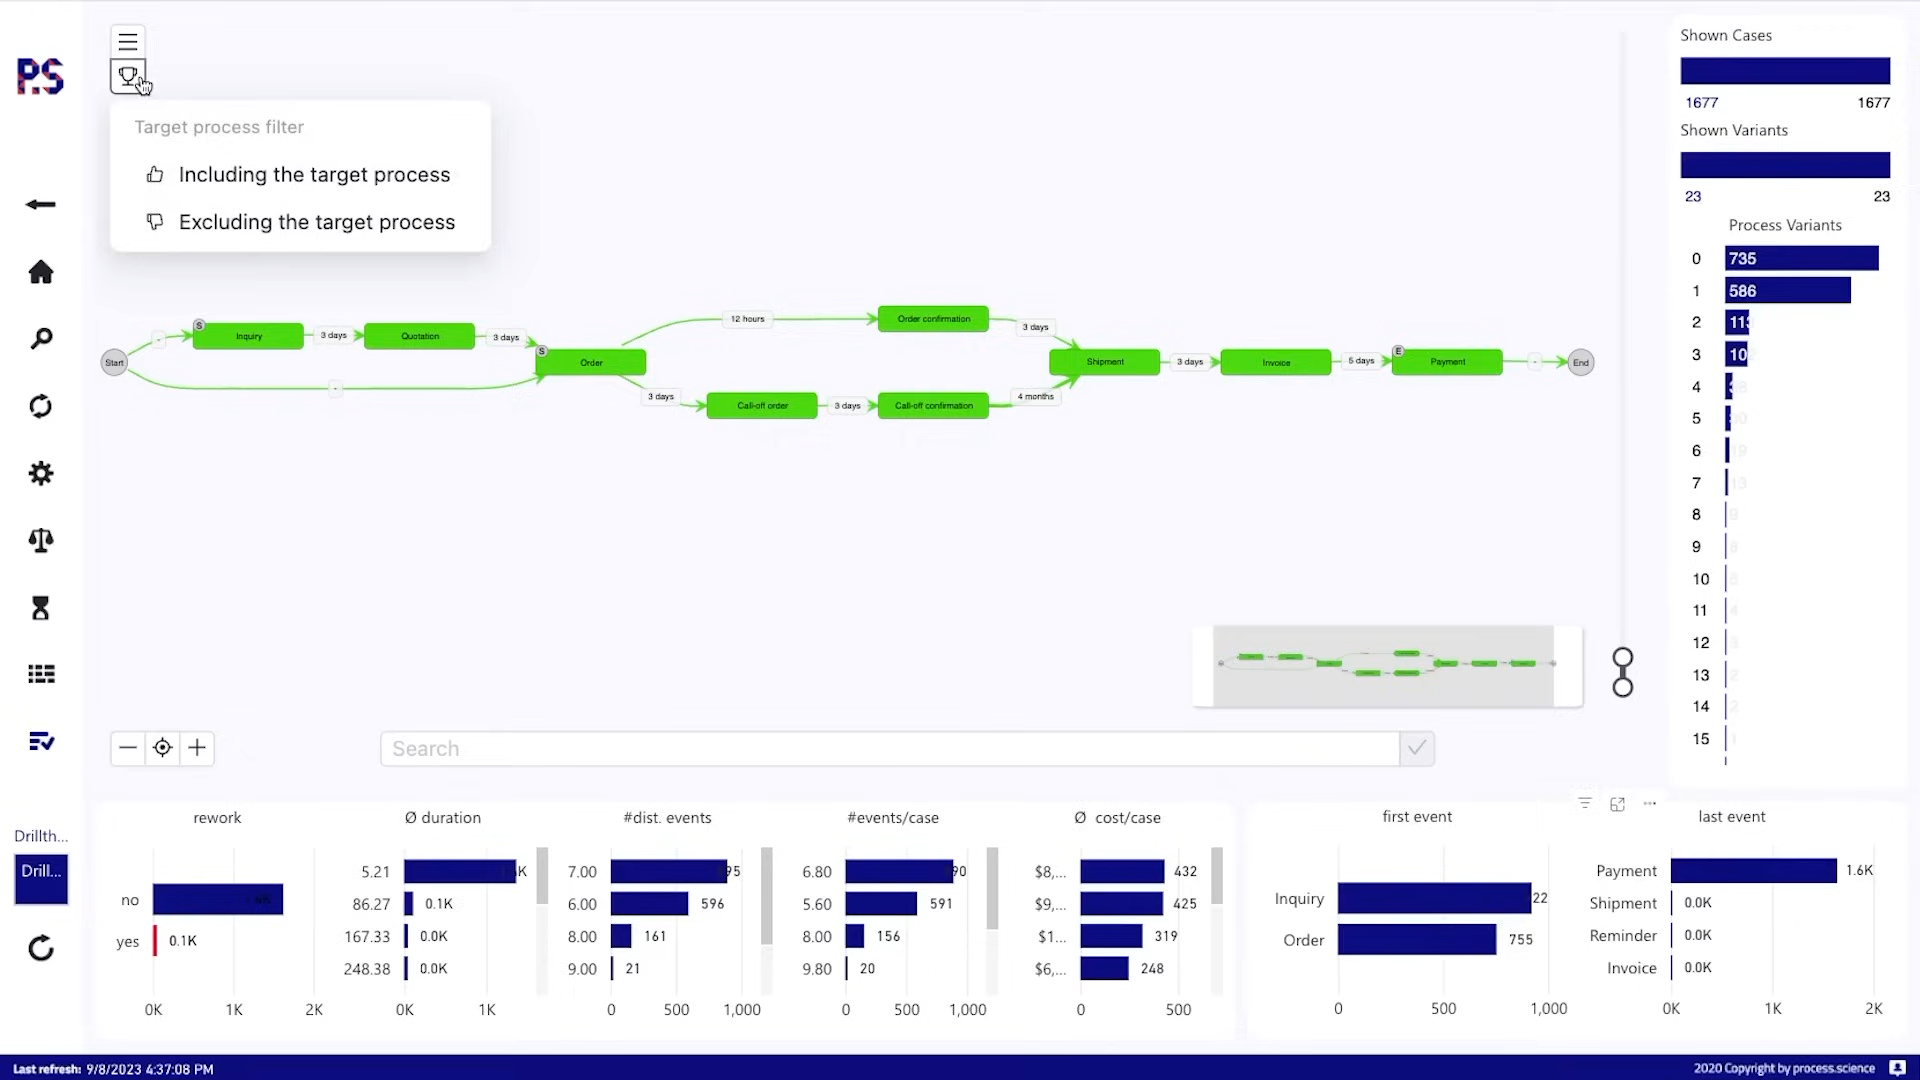 P.S
Target process filter
Including the target process
Excluding the target process
Start
S
Inquiry
3 days
Quotation
3 days
S
Order
12 hours
Order confirmation
3 days
3 days
Call-off order
3 days
Call-off confirmation
4 months
Shipment
3 days
Invoice
5 days
E
Payment
-
End
Search
Shown Cases
1677 1677
Shown Variants
23 23
Process Variants
0 735
1 586
2 113
3 10
4
5
6
7
8
9
10
11
12
13
14
15
Drillth...
Drill...
rework
no
yes 0.1K
0K 1K 2K
Ø duration
5.21
86.27 0.1K
167.33 0.0K
248.38 0.0K
0K 1K
#dist. events
7.00
6.00 596
8.00 161
9.00 21
0 500 1,000
#events/case
6.80
5.60 591
8.00 156
9.80 20
0 500 1,000
Ø cost/case
$8,... 432
$9,... 425
$1... 319
$6,... 248
0 500
first event
Inquiry 22
Order 755
0 500 1,000
last event
Payment 1.6K
Shipment 0.0K
Reminder 0.0K
Invoice 0.0K
0K 1K 2K
Last refresh: 9/8/2023 4:37:08 PM
2020 Copyright by process.science